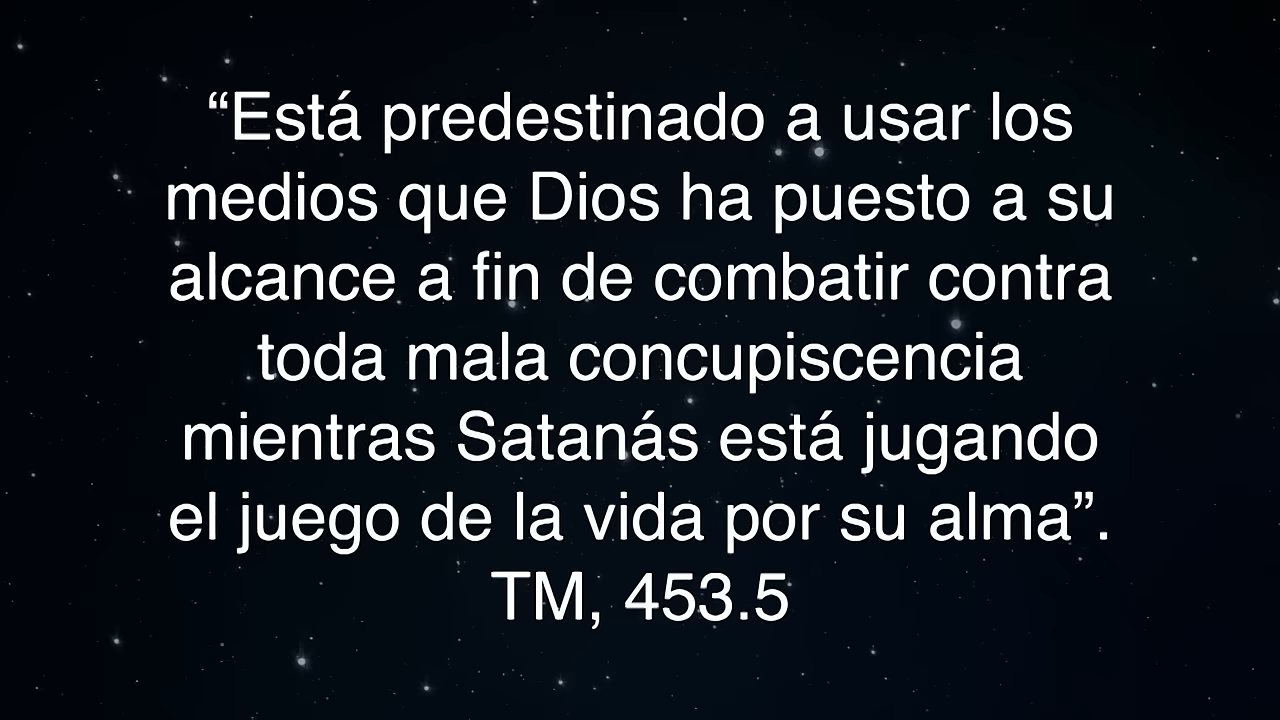 “Está predestinado a usar los
medios que Dios ha puesto a su
alcance a fin de combatir contra
toda mala concupiscencia
mientras Satanás está jugando
el juego de la vida por su alma”.
TM, 453.5